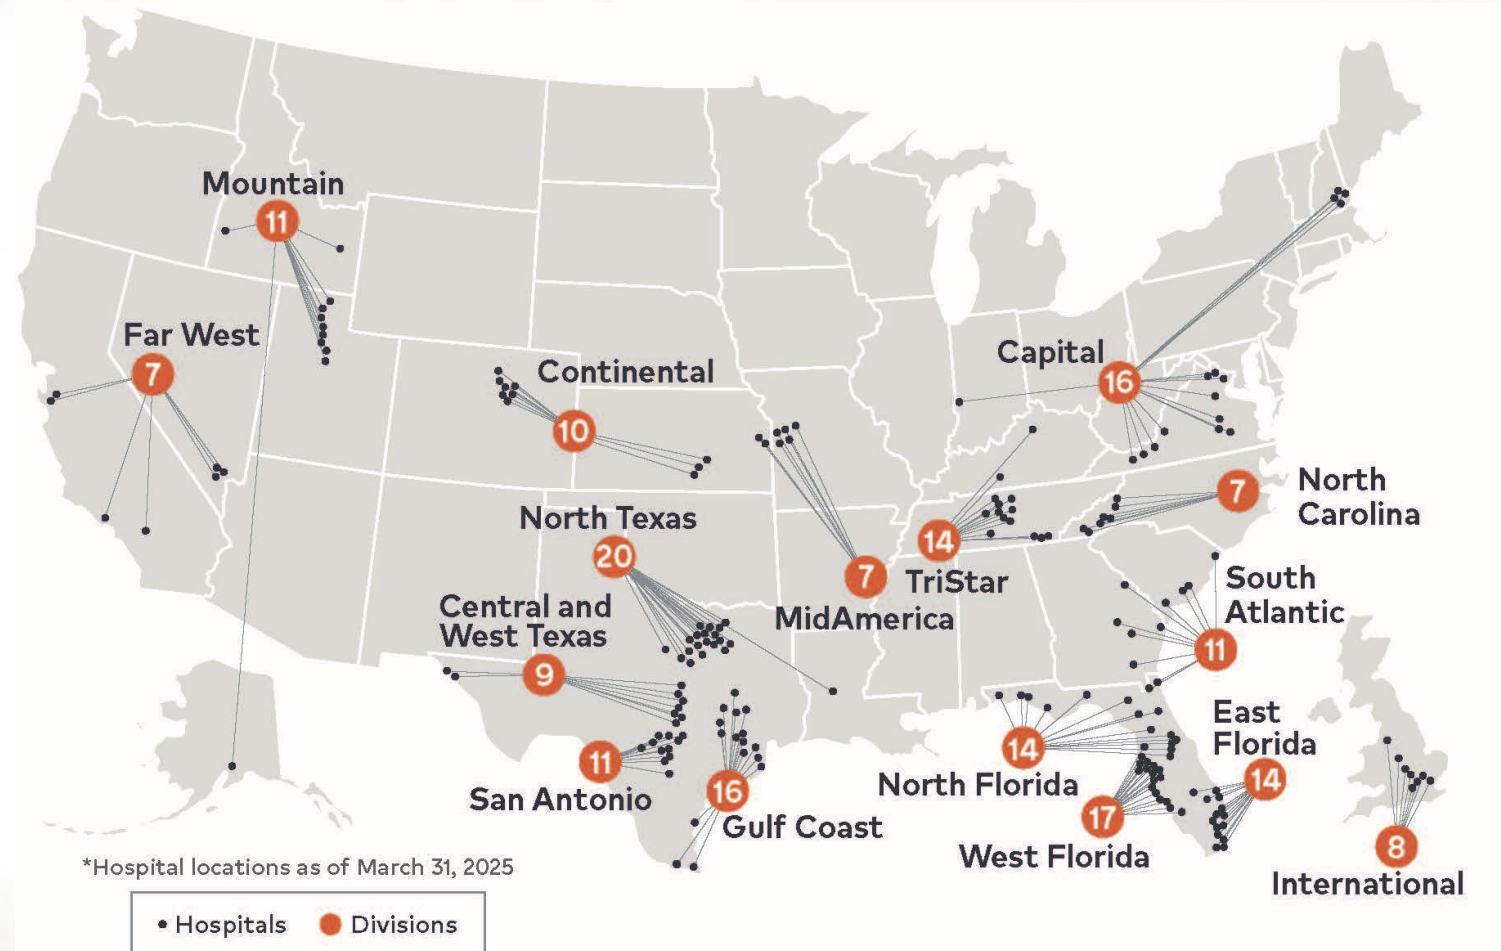 Mountain
11
Far West
7
Continental
10
Capital
16
North Texas
20
Central and
West Texas
9
7
MidAmerica
14
TriStar
7
North
Carolina
South
Atlantic
11
11
San Antonio
16
Gulf Coast
14
North Florida
17
West Florida
East
Florida
14
8
International
*Hospital locations as of March 31, 2025
Hospitals Divisions